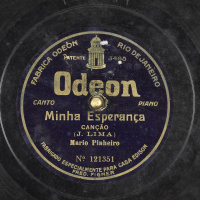 FABRICA ODEON RIO DE JANEIRO
PATENTE 3465
Odeon
CANTO PIANO
Minha Esperança
CANÇÃO
(J. LIMA)
Mario Pinheiro
Nº 121351
FABRICADO ESPECIALMENTE PARA CASA EDISON
FRED. FIGNER